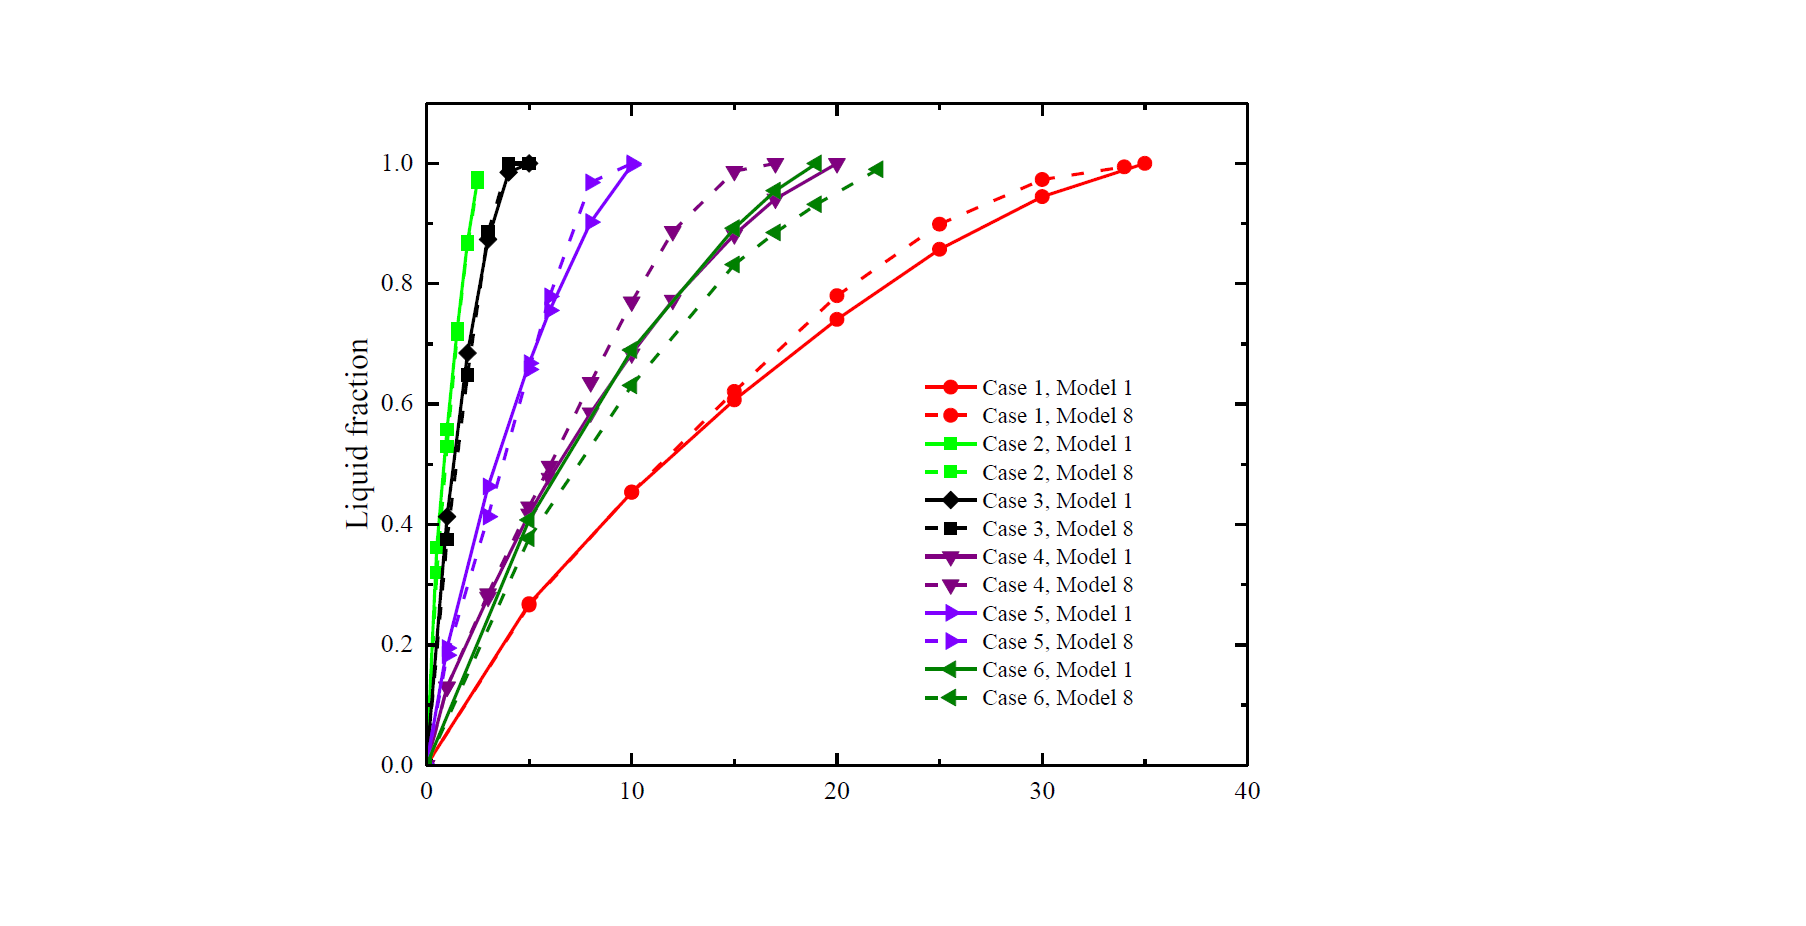 1.0
0.8
0.6
0.4
0.2
0.0
Liquid fraction
0 10 20 30 40
Case 1, Model 1
Case 1, Model 8
Case 2, Model 1
Case 2, Model 8
Case 3, Model 1
Case 3, Model 8
Case 4, Model 1
Case 4, Model 8
Case 5, Model 1
Case 5, Model 8
Case 6, Model 1
Case 6, Model 8